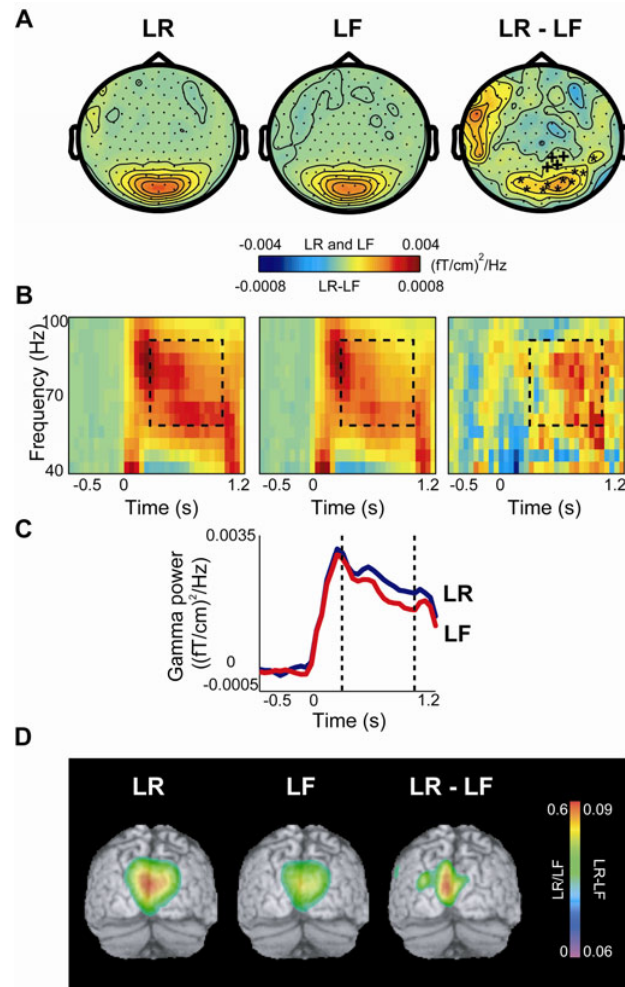 A
LR LF LR - LF
-0.004 LR and LF 0.004
(fT/cm)²/Hz
-0.0008 LR-LF 0.0008
B
Frequency (Hz)
100
70
40
-0.5 0 1.2 -0.5 0 1.2 -0.5 0 1.2
Time (s) Time (s) Time (s)
C
Gamma power
((fT/cm)²/Hz)
0.0035
0
-0.0005
LR
LF
-0.5 0 1.2
Time (s)
D
LR LF LR - LF
0.6 0.09
LR/LF LR-LF
0 0.06